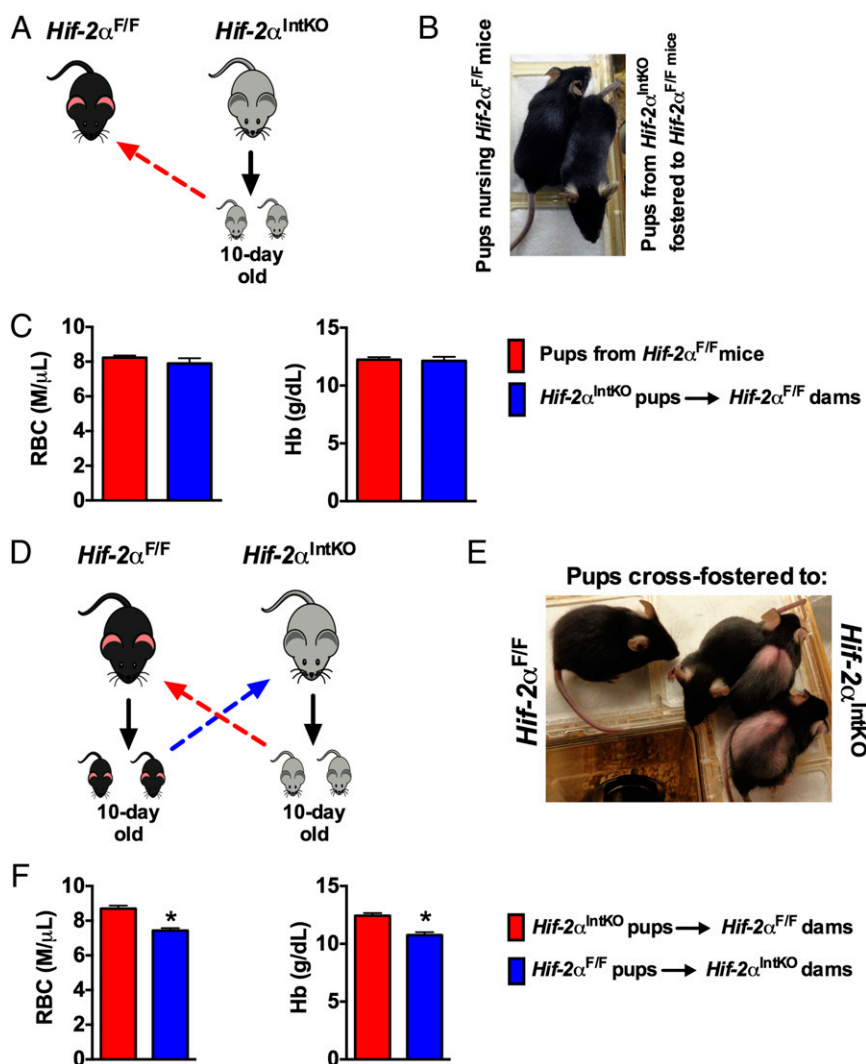 A
Hif-2α^F/F
Hif-2α^IntKO
10-day
old
B
Pups nursing Hif-2α^F/F mice
Pups from Hif-2α^IntKO
fostered to Hif-2α^F/F mice
C
RBC (M/μL)
10
8
6
4
2
0
Hb (g/dL)
15
10
5
0
Pups from Hif-2α^F/F mice
Hif-2α^IntKO pups → Hif-2α^F/F dams
D
Hif-2α^F/F
Hif-2α^IntKO
10-day
old
10-day
old
E
Pups cross-fostered to:
Hif-2α^F/F
Hif-2α^IntKO
F
RBC (M/μL)
10
8
6
4
2
0
*
Hb (g/dL)
15
10
5
0
*
Hif-2α^IntKO pups → Hif-2α^F/F dams
Hif-2α^F/F pups → Hif-2α^IntKO dams